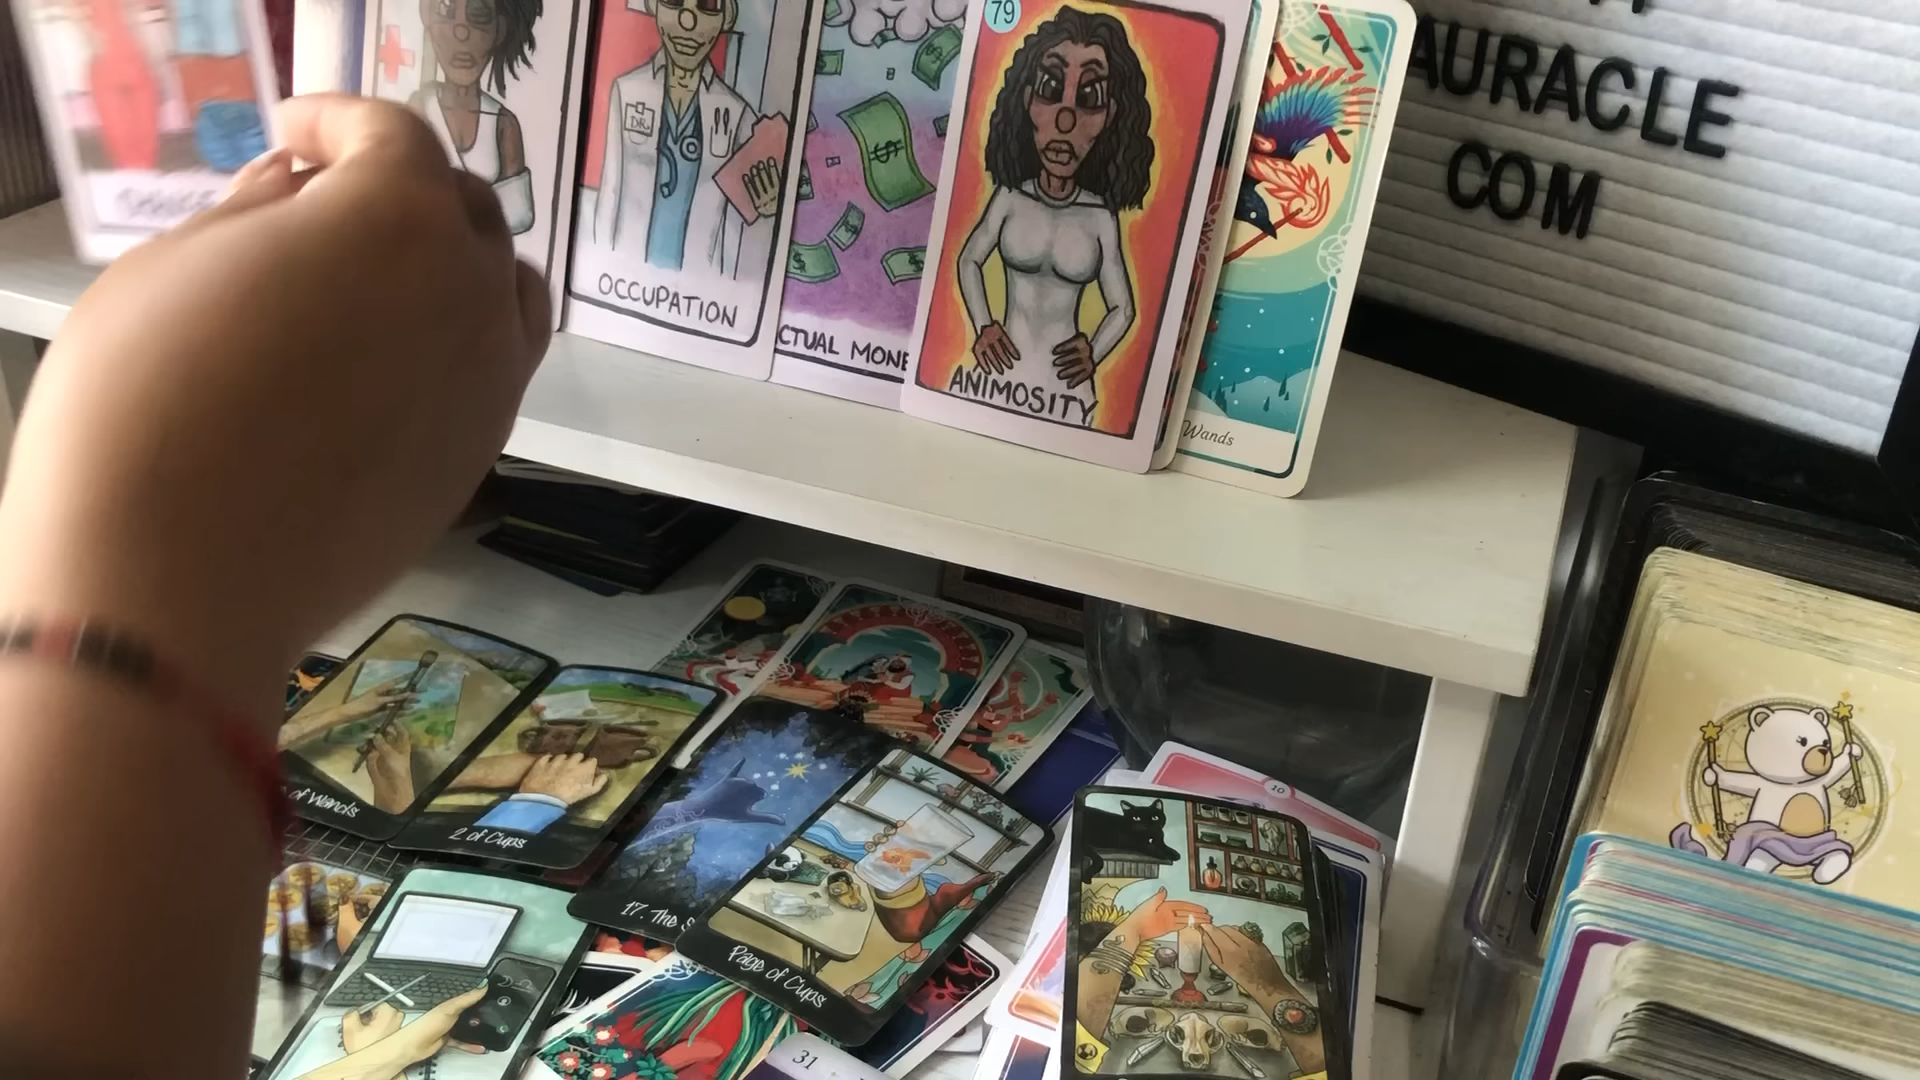 AURACLE
COM
79
DR.
OCCUPATION
CTUAL MONE
ANIMOSITY
Wands
of Wands
2 of Cups
17. The S
Page of Cups
10
31